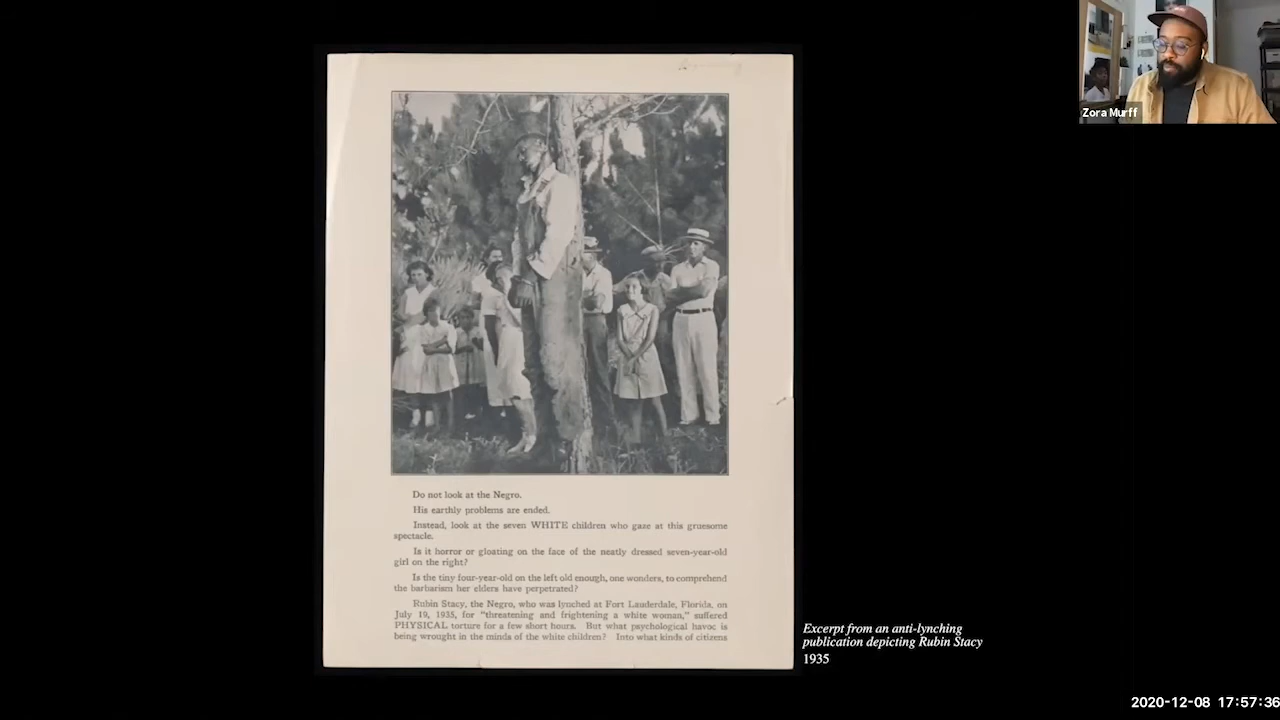 Zora Murff
Do not look at the Negro.
His earthly problems are ended.
Instead, look at the seven WHITE children who gaze at this gruesome
spectacle.
Is it horror or gloating on the face of the neatly dressed seven-year-old
girl on the right?
Is the tiny four-year-old on the left old enough, one wonders, to comprehend
the barbarism her elders have perpetrated?
Rubin Stacy, the Negro, who was lynched at Fort Lauderdale, Florida, on
July 19, 1935, for "threatening and frightening a white woman," suffered
PHYSICAL torture for a few short hours. But what psychological havoc is
being wrought in the minds of the white children? Into what kinds of citizens
Excerpt from an anti-lynching
publication depicting Rubin Stacy
1935
2020-12-08 17:57:36